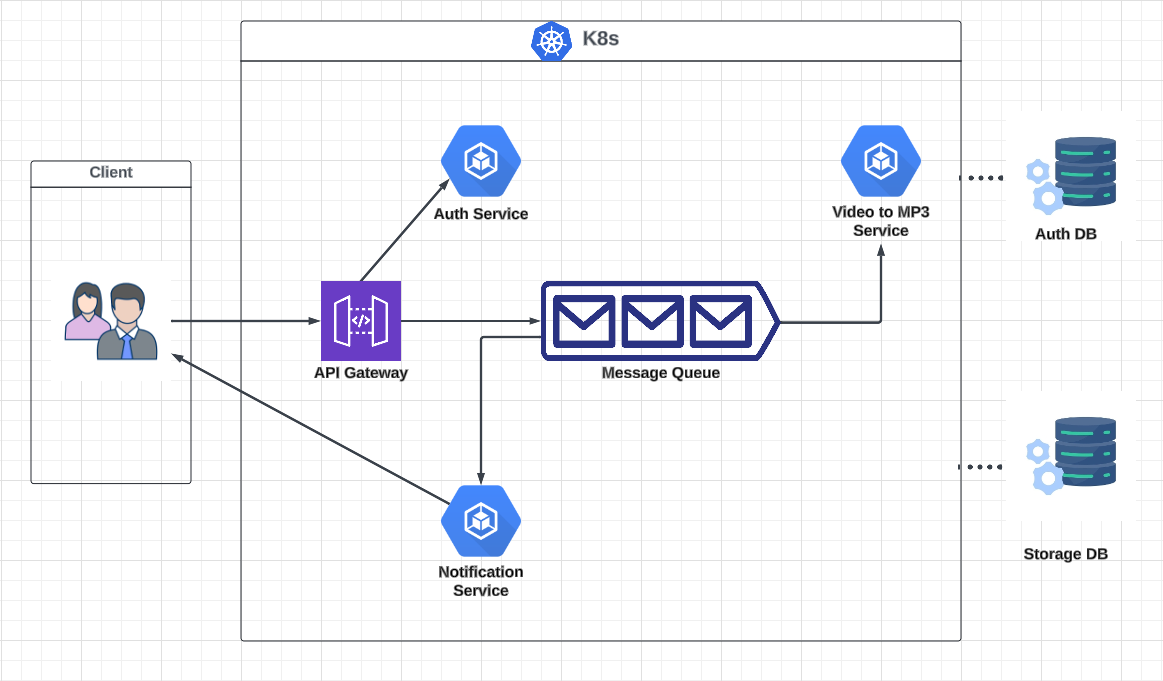 K8s
Client
Auth Service
Video to MP3
Service
Auth DB
</>
API Gateway
Message Queue
Notification
Service
Storage DB